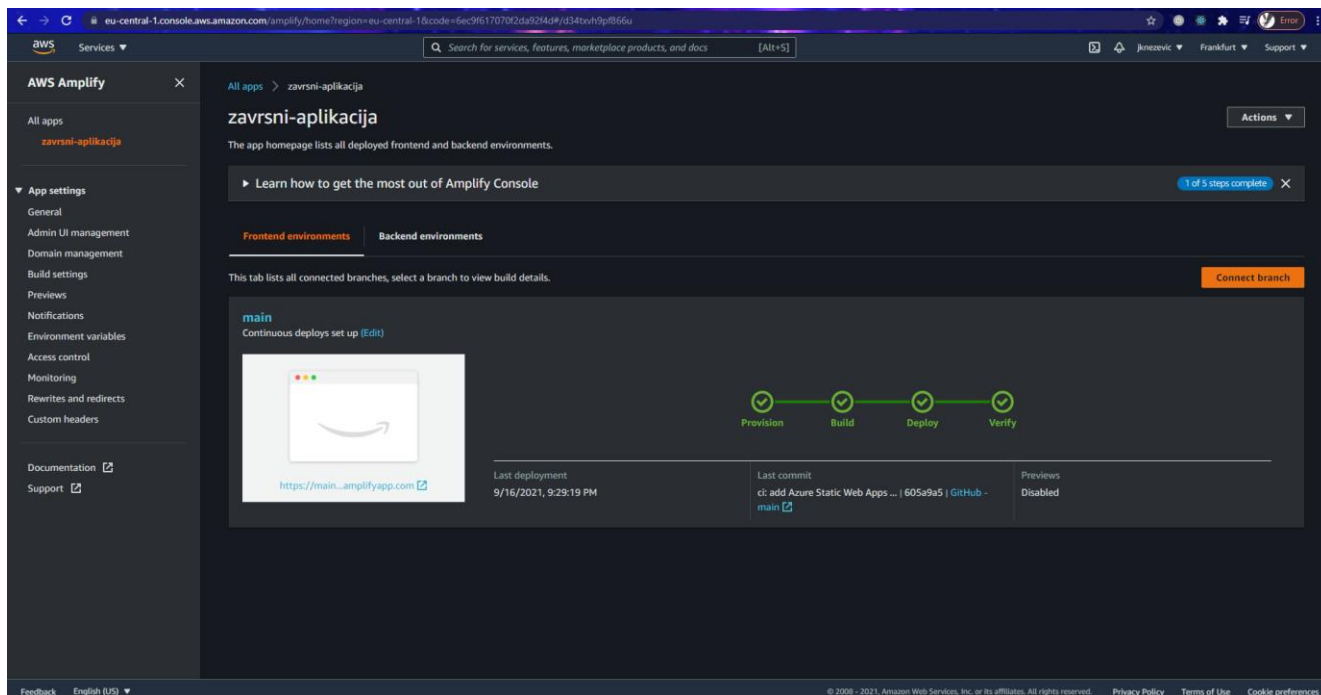 eu-central-1.console.aws.amazon.com/amplify/home?region=eu-central-1&code=6ec9f617070f2da92f4d#/d34txvh9pf866u
Error
aws
Services
Search for services, features, marketplace products, and docs
[Alt+S]
jknezevic
Frankfurt
Support
AWS Amplify
All apps
zavrsni-aplikacija
App settings
General
Admin UI management
Domain management
Build settings
Previews
Notifications
Environment variables
Access control
Monitoring
Rewrites and redirects
Custom headers
Documentation
Support
All apps > zavrsni-aplikacija
zavrsni-aplikacija
Actions
The app homepage lists all deployed frontend and backend environments.
Learn how to get the most out of Amplify Console
1 of 5 steps complete
Frontend environments
Backend environments
This tab lists all connected branches, select a branch to view build details.
Connect branch
main
Continuous deploys set up (Edit)
https://main...amplifyapp.com
Provision
Build
Deploy
Verify
Last deployment
9/16/2021, 9:29:19 PM
Last commit
ci: add Azure Static Web Apps ... | 605a9a5 | GitHub -
main
Previews
Disabled
Feedback
English (US)
© 2008 - 2021, Amazon Web Services, Inc. or its affiliates. All rights reserved.
Privacy Policy
Terms of Use
Cookie preferences